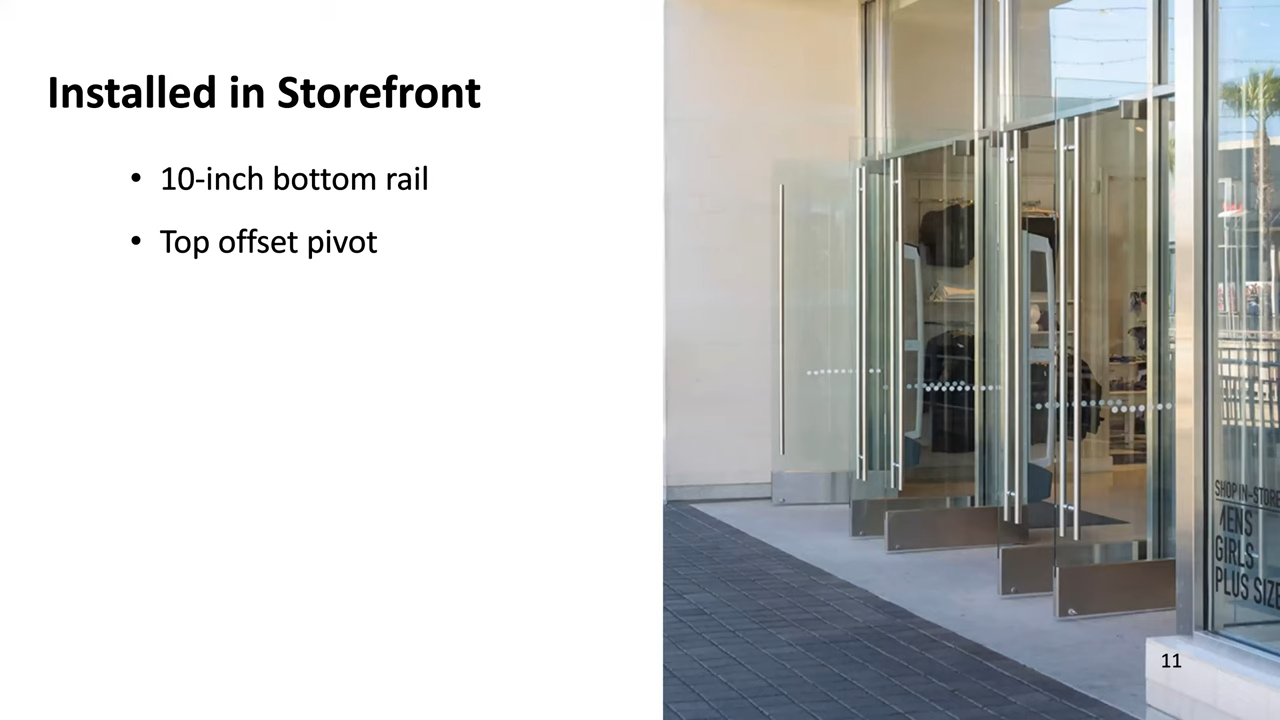 Installed in Storefront
• 10-inch bottom rail
• Top offset pivot
SHOP IN-STORE
MENS
GIRLS
PLUS SIZE
11